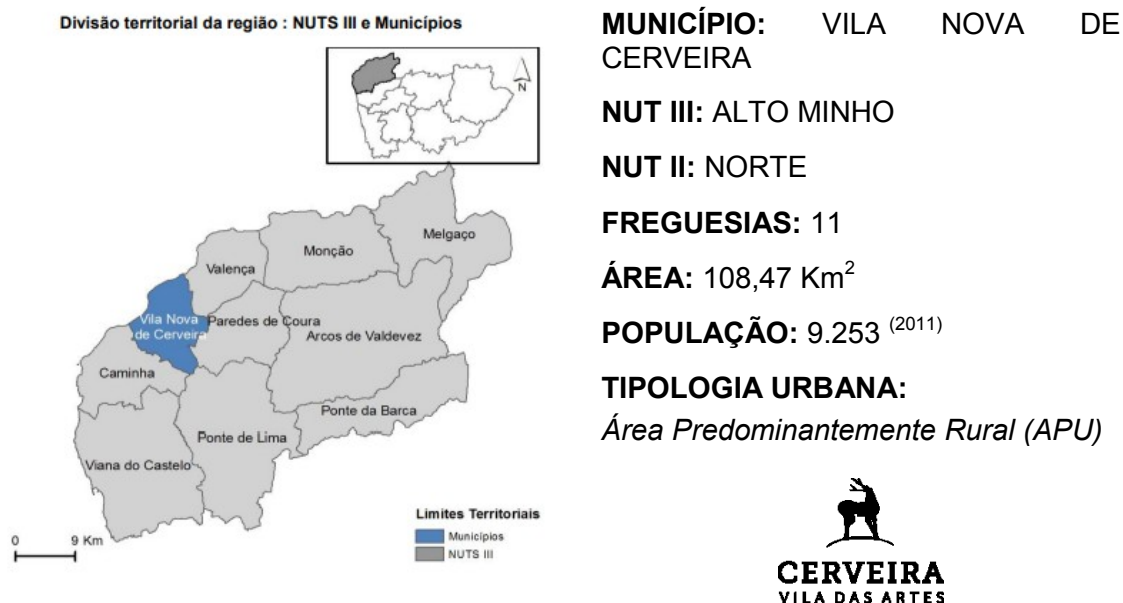 Divisão territorial da região : NUTS III e Municípios
N
Melgaço
Monção
Valença
Vila Nova
de Cerveira
Paredes de Coura
Arcos de Valdevez
Caminha
Ponte da Barca
Ponte de Lima
Viana do Castelo
Limites Territoriais
Municípios
NUTS III
0 9 Km
MUNICÍPIO: VILA NOVA DE
CERVEIRA
NUT III: ALTO MINHO
NUT II: NORTE
FREGUESIAS: 11
ÁREA: 108,47 Km²
POPULAÇÃO: 9.253 (2011)
TIPOLOGIA URBANA:
Área Predominantemente Rural (APU)
CERVEIRA
VILA DAS ARTES